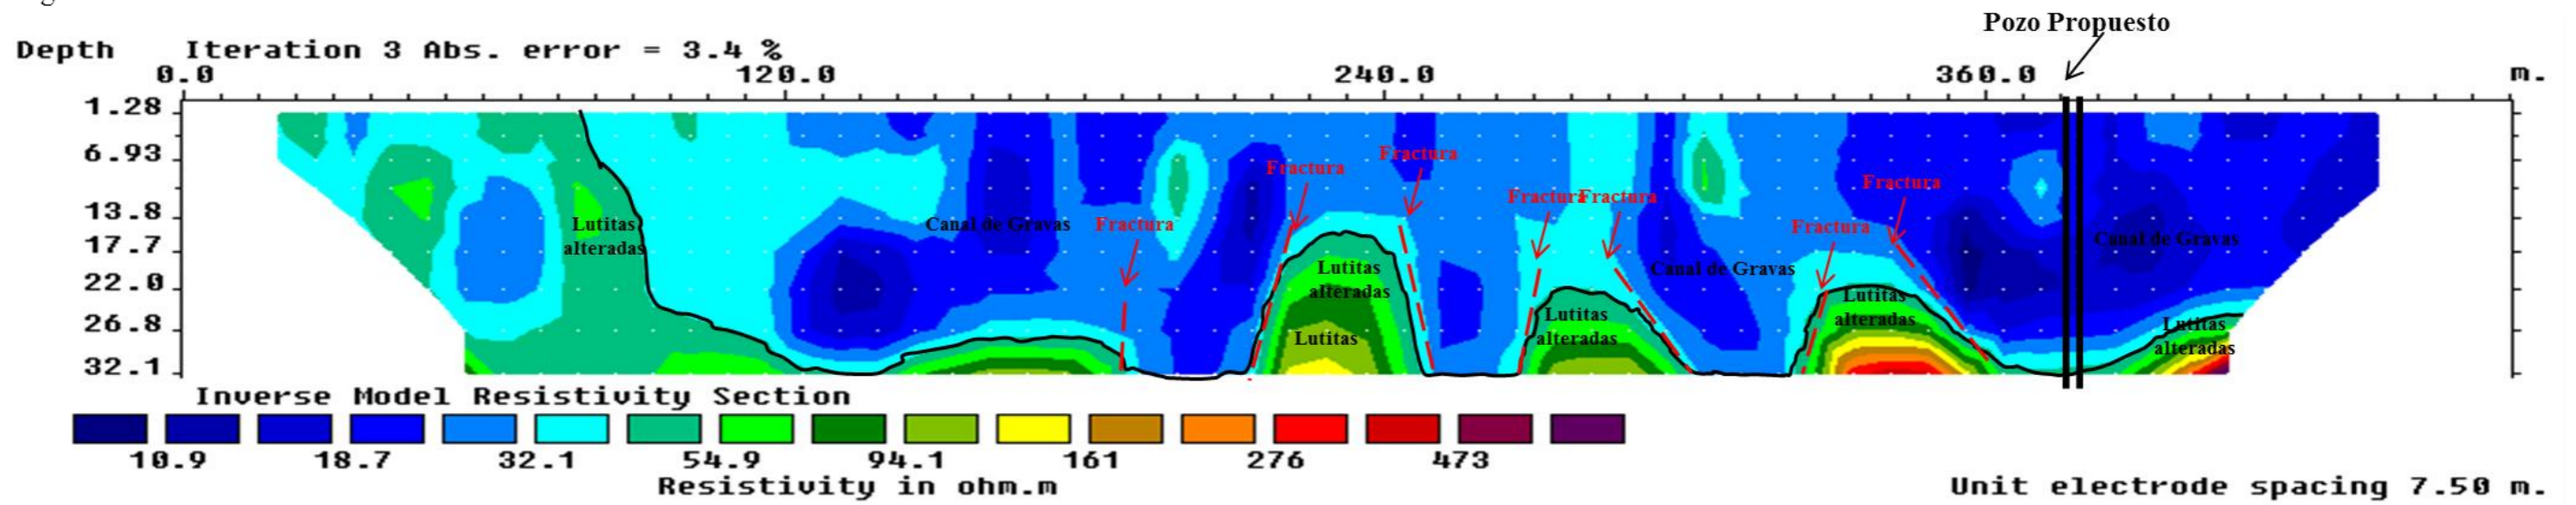 Pozo Propuesto
Depth Iteration 3 Abs. error = 3.4 %
0.0 120.0 240.0 360.0 m.
1.28
6.93
13.8
17.7
22.0
26.8
32.1
Lutitas
alteradas
Canal de Gravas
Fractura
Fractura
Fractura
Lutitas
alteradas
Lutitas
Fractura
Fractura
Lutitas
alteradas
Canal de Gravas
Fractura
Fractura
Lutitas
alteradas
Canal de Gravas
Lutitas
alteradas
Inverse Model Resistivity Section
10.9 18.7 32.1 54.9 94.1 161 276 473
Resistivity in ohm.m
Unit electrode spacing 7.50 m.